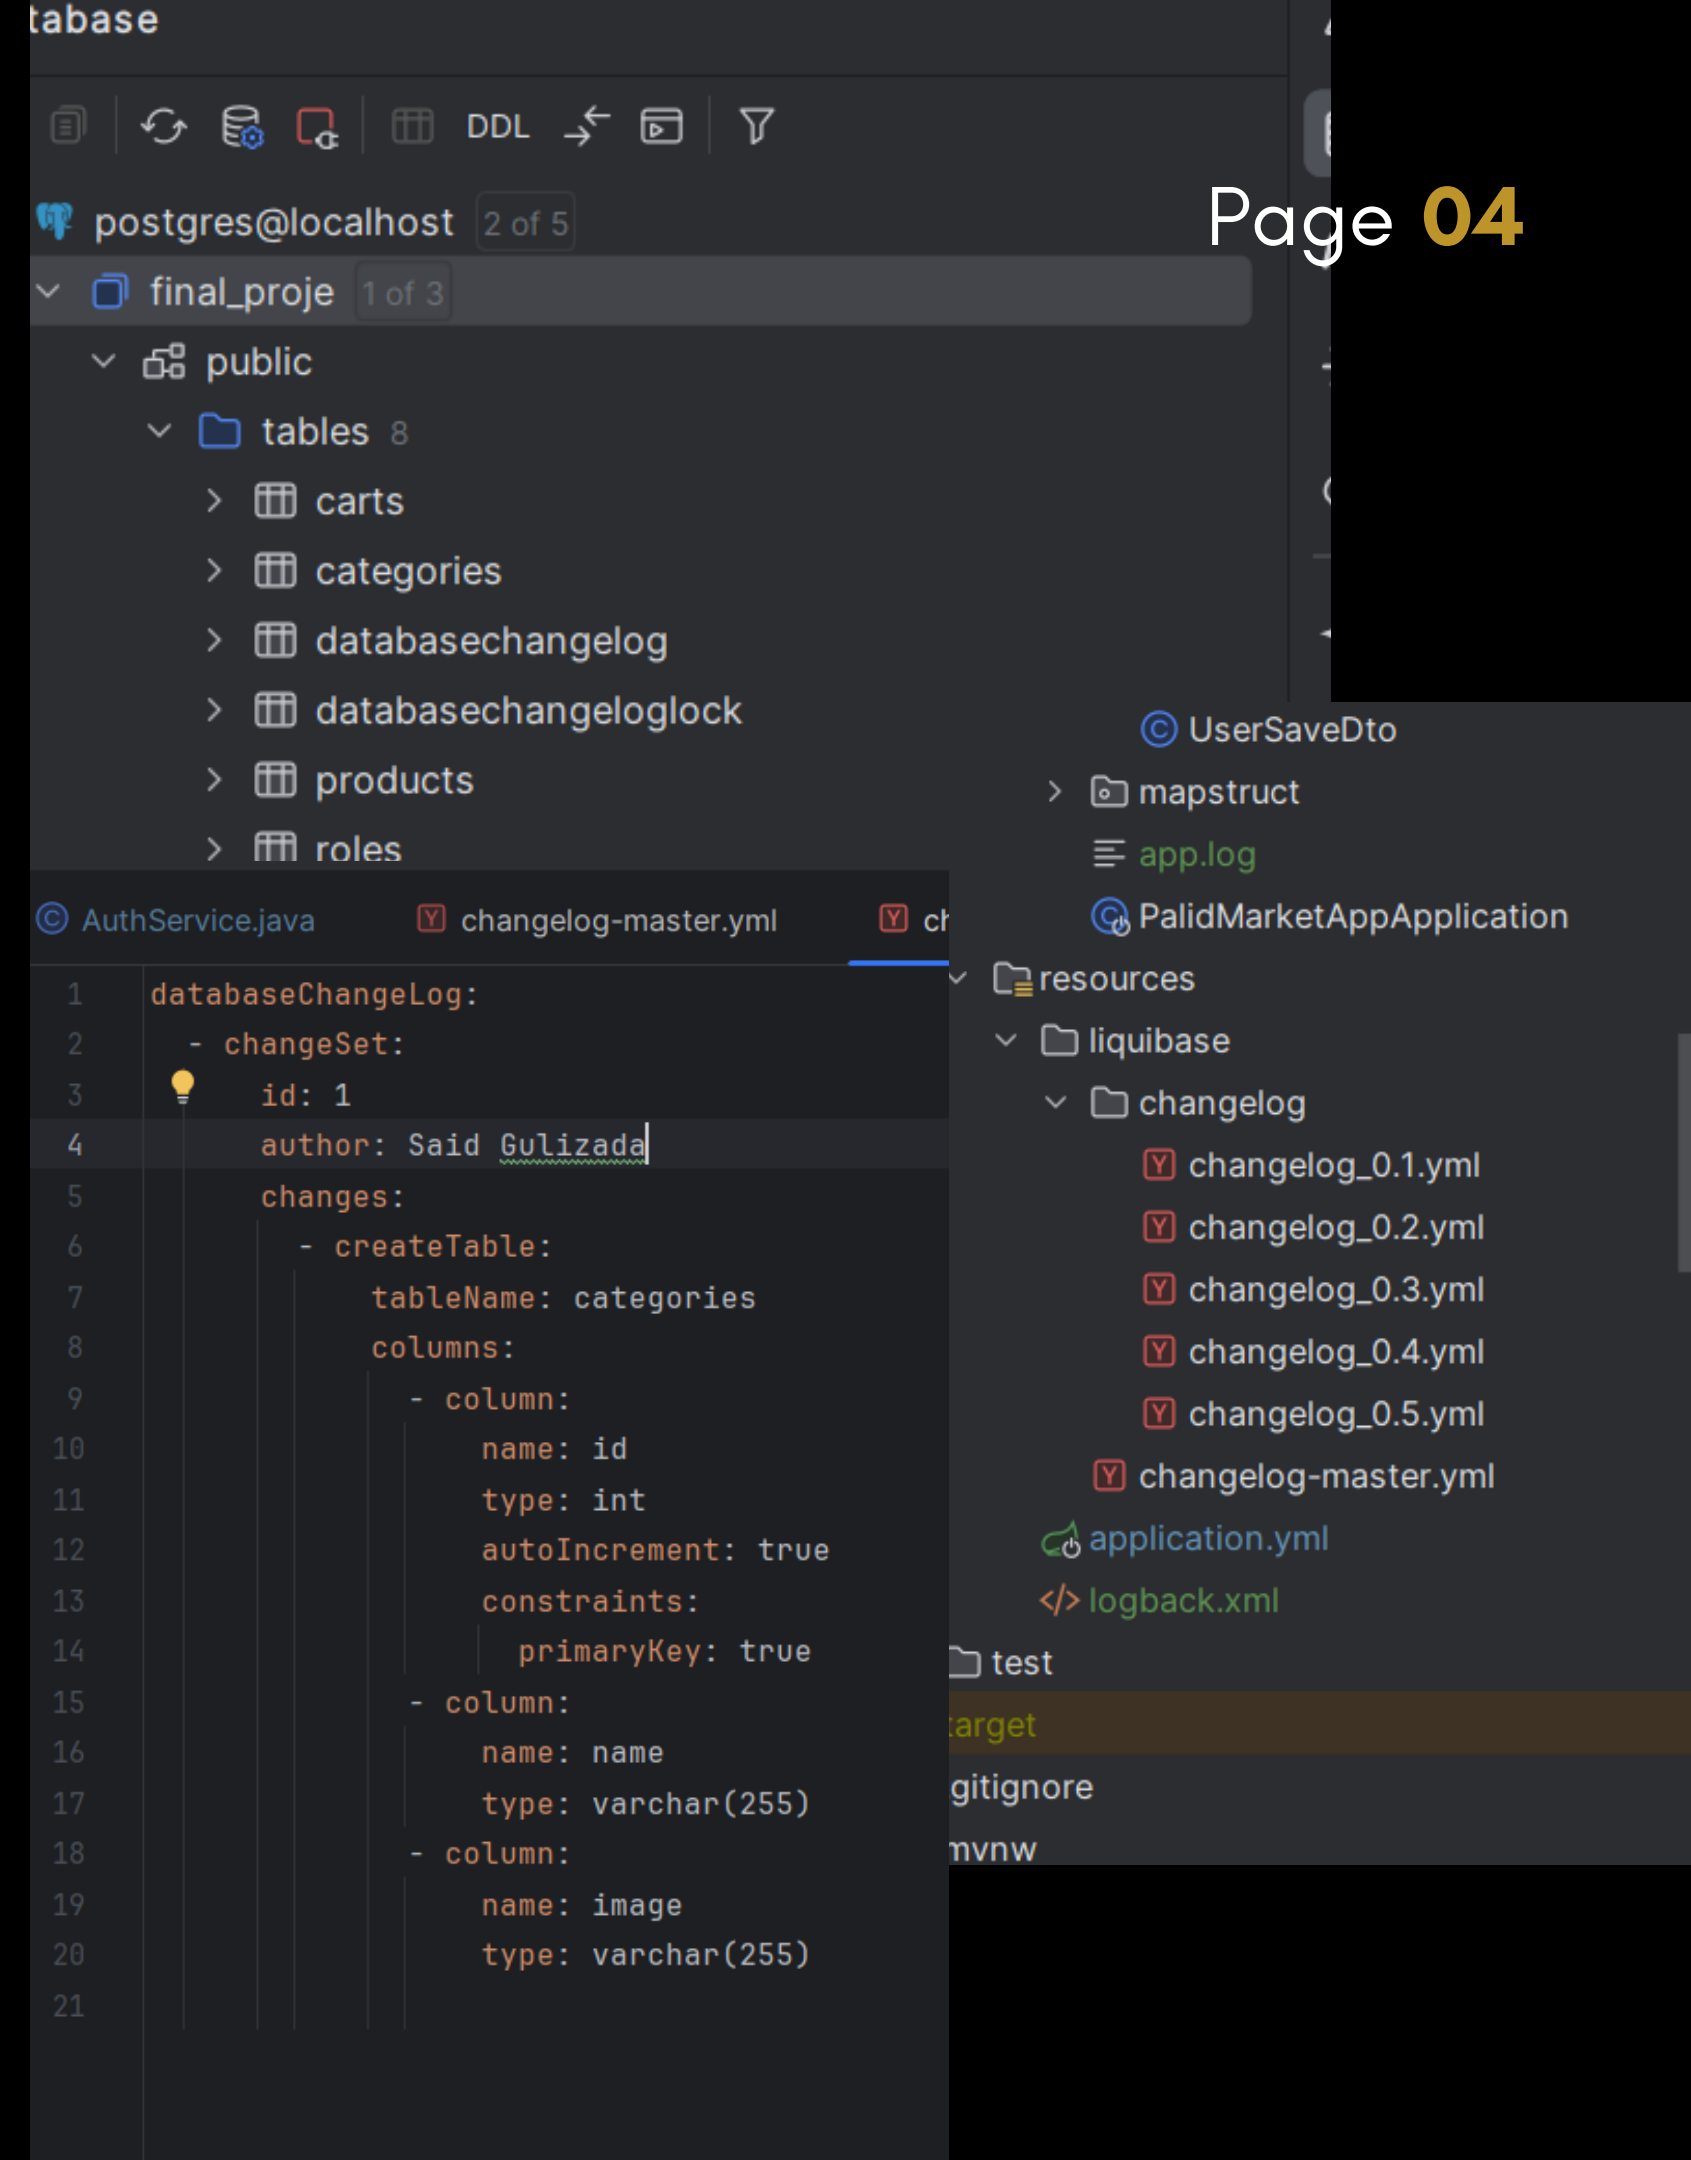 tabase
DDL
Page 04
postgres@localhost 2 of 5
final_proje 1 of 3
public
tables 8
carts
categories
databasechangelog
databasechangeloglock
products
roles
UserSaveDto
mapstruct
app.log
PalidMarketAppApplication
resources
liquibase
changelog
changelog_0.1.yml
changelog_0.2.yml
changelog_0.3.yml
changelog_0.4.yml
changelog_0.5.yml
changelog-master.yml
application.yml
logback.xml
test
target
gitignore
mvnw
AuthService.java changelog-master.yml ch
1 databaseChangeLog:
2 - changeSet:
3 id: 1
4 author: Said Gulizada
5 changes:
6 - createTable:
7 tableName: categories
8 columns:
9 - column:
10 name: id
11 type: int
12 autoIncrement: true
13 constraints:
14 primaryKey: true
15 - column:
16 name: name
17 type: varchar(255)
18 - column:
19 name: image
20 type: varchar(255)
21